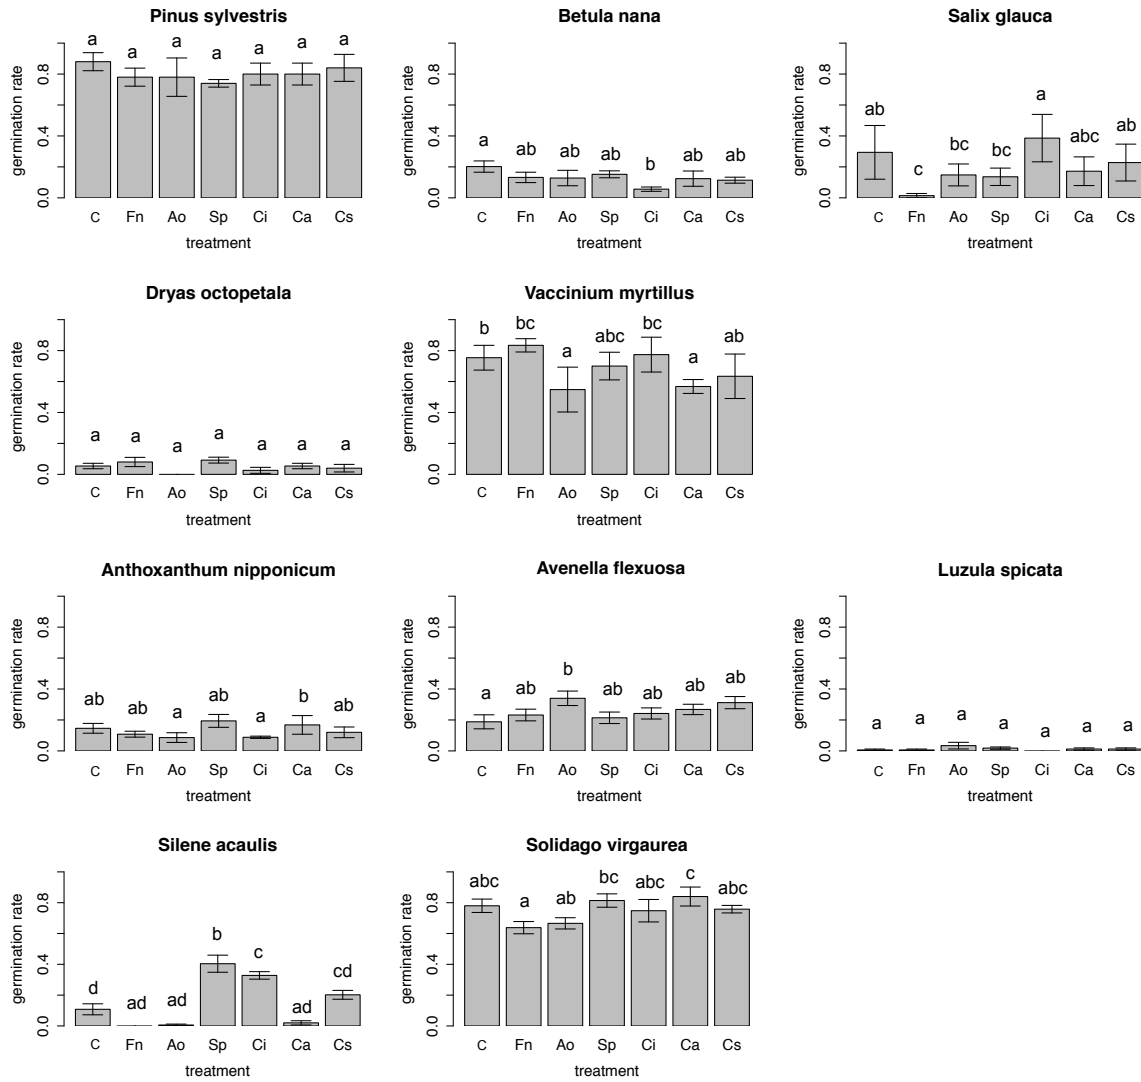 Pinus sylvestris
a a a a a a a
germination rate
0.0 0.4 0.8
C Fn Ao Sp Ci Ca Cs
treatment
Betula nana
a ab ab ab b ab ab
germination rate
0.0 0.4 0.8
C Fn Ao Sp Ci Ca Cs
treatment
Salix glauca
ab c bc bc a abc ab
germination rate
0.0 0.4 0.8
C Fn Ao Sp Ci Ca Cs
treatment
Dryas octopetala
a a a a a a a
germination rate
0.0 0.4 0.8
C Fn Ao Sp Ci Ca Cs
treatment
Vaccinium myrtillus
b bc a abc bc a ab
germination rate
0.0 0.4 0.8
C Fn Ao Sp Ci Ca Cs
treatment
Anthoxanthum nipponicum
ab ab a ab a b ab
germination rate
0.0 0.4 0.8
C Fn Ao Sp Ci Ca Cs
treatment
Avenella flexuosa
a ab b ab ab ab ab
germination rate
0.0 0.4 0.8
C Fn Ao Sp Ci Ca Cs
treatment
Luzula spicata
a a a a a a a
germination rate
0.0 0.4 0.8
C Fn Ao Sp Ci Ca Cs
treatment
Silene acaulis
d ad ad b c ad cd
germination rate
0.0 0.4 0.8
C Fn Ao Sp Ci Ca Cs
treatment
Solidago virgaurea
abc a ab bc abc c abc
germination rate
0.0 0.4 0.8
C Fn Ao Sp Ci Ca Cs
treatment